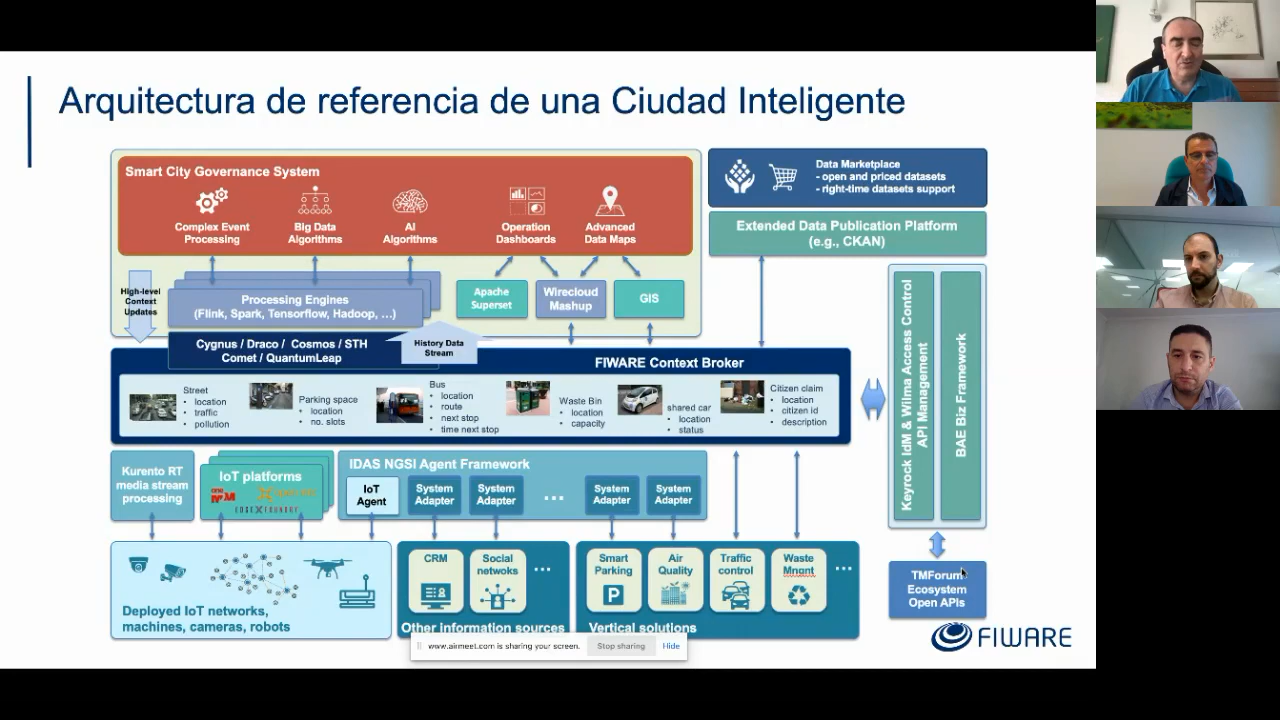 Arquitectura de referencia de una Ciudad Inteligente
Smart City Governance System
Complex Event
Processing
Big Data
Algorithms
AI
Algorithms
Operation
Dashboards
Advanced
Data Maps
Data Marketplace
- open and priced datasets
- right-time datasets support
Extended Data Publication Platform
(e.g., CKAN)
High-level
Context
Updates
Processing Engines
(Flink, Spark, Tensorflow, Hadoop, ...)
Apache
Superset
Wirecloud
Mashup
GIS
Cygnus / Draco / Cosmos / STH
Comet / QuantumLeap
History Data
Stream
FIWARE Context Broker
Street
• location
• traffic
• pollution
Parking space
• location
• no. slots
Bus
• location
• route
• next stop
• time next stop
Waste Bin
• location
• capacity
shared car
• location
• status
Citizen claim
• location
• citizen id
• description
Keyrock IdM & Wilma Access Control
API Management
BAE Biz Framework
Kurento RT
media stream
processing
IoT platforms
one
M2M
EDGE X FOUNDRY
IDAS NGSI Agent Framework
IoT
Agent
System
Adapter
System
Adapter
...
System
Adapter
System
Adapter
Deployed IoT networks,
machines, cameras, robots
CRM
Social
netwoks
...
Other information sources
Smart
Parking
P
Air
Quality
Traffic
control
Waste
Mngnt
...
Vertical solutions
TMForum
Ecosystem
Open APIs
FIWARE
www.airmeet.com is sharing your screen.
Stop sharing
Hide